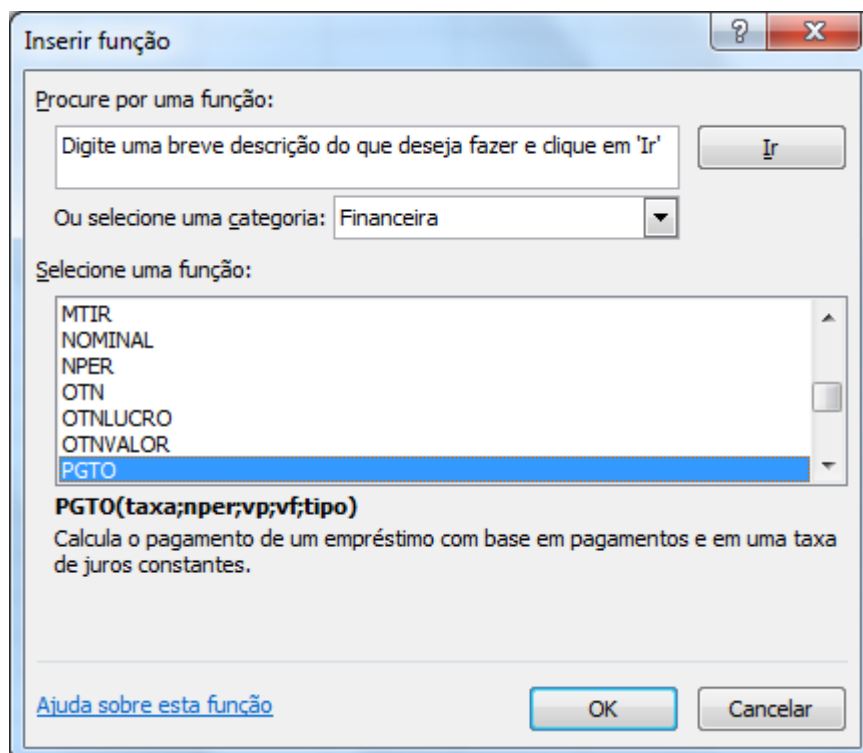 Inserir função
Procure por uma função:
Digite uma breve descrição do que deseja fazer e clique em 'Ir'
Ir
Ou selecione uma categoria: Financeira
Selecione uma função:
MTIR
NOMINAL
NPER
OTN
OTNLUCRO
OTNVALOR
PGTO
PGTO(taxa;nper;vp;vf;tipo)
Calcula o pagamento de um empréstimo com base em pagamentos e em uma taxa
de juros constantes.
Ajuda sobre esta função
OK
Cancelar